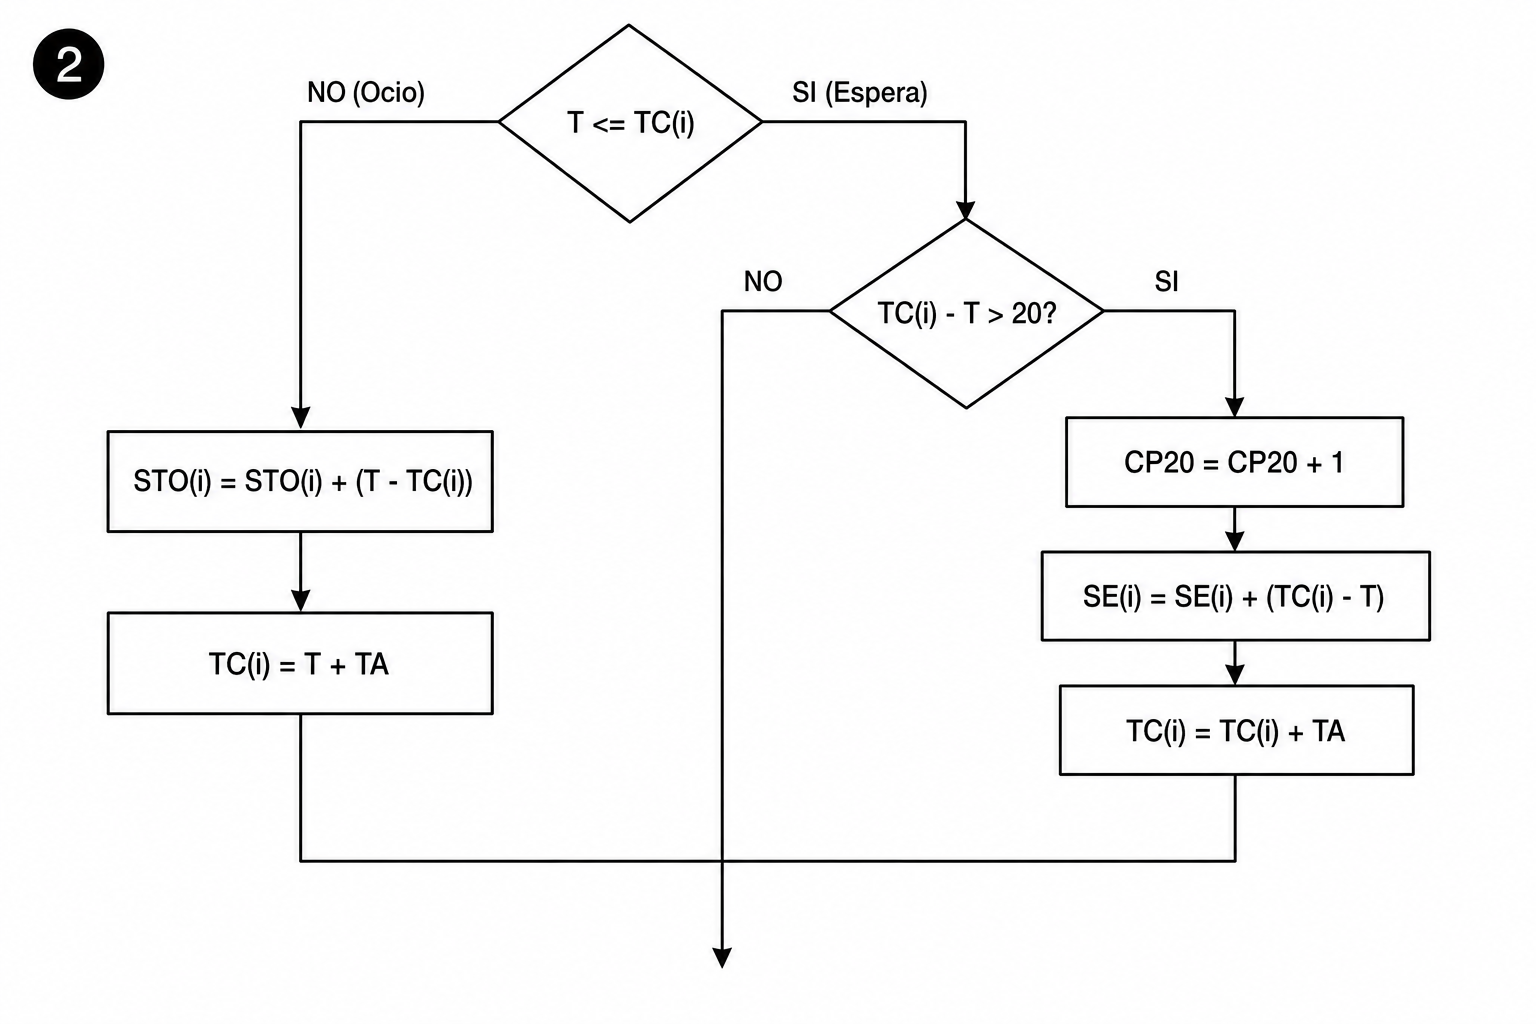 2
NO (Ocio)
T <= TC(i)
SI (Espera)
NO
TC(i) - T > 20?
SI
STO(i) = STO(i) + (T - TC(i))
TC(i) = T + TA
CP20 = CP20 + 1
SE(i) = SE(i) + (TC(i) - T)
TC(i) = TC(i) + TA